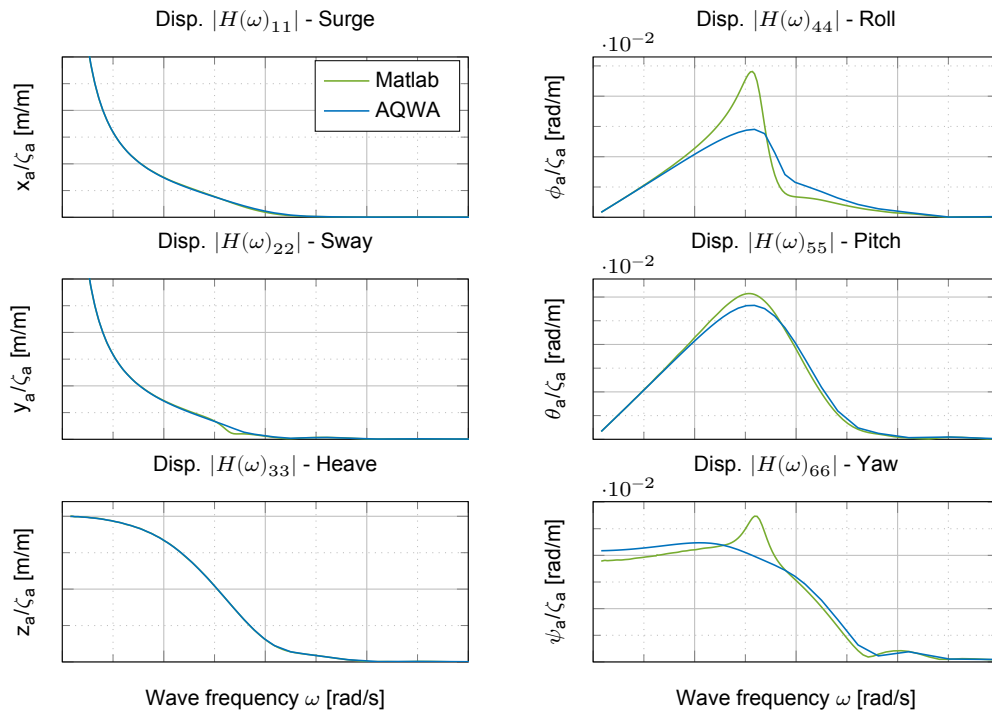 Disp. |H(ω)₁₁| - Surge
xₐ/ζₐ [m/m]
Matlab
AQWA
Disp. |H(ω)₂₂| - Sway
yₐ/ζₐ [m/m]
Disp. |H(ω)₃₃| - Heave
zₐ/ζₐ [m/m]
Wave frequency ω [rad/s]
Disp. |H(ω)₄₄| - Roll
·10⁻²
ϕₐ/ζₐ [rad/m]
Disp. |H(ω)₅₅| - Pitch
·10⁻²
θₐ/ζₐ [rad/m]
Disp. |H(ω)₆₆| - Yaw
·10⁻²
ψₐ/ζₐ [rad/m]
Wave frequency ω [rad/s]